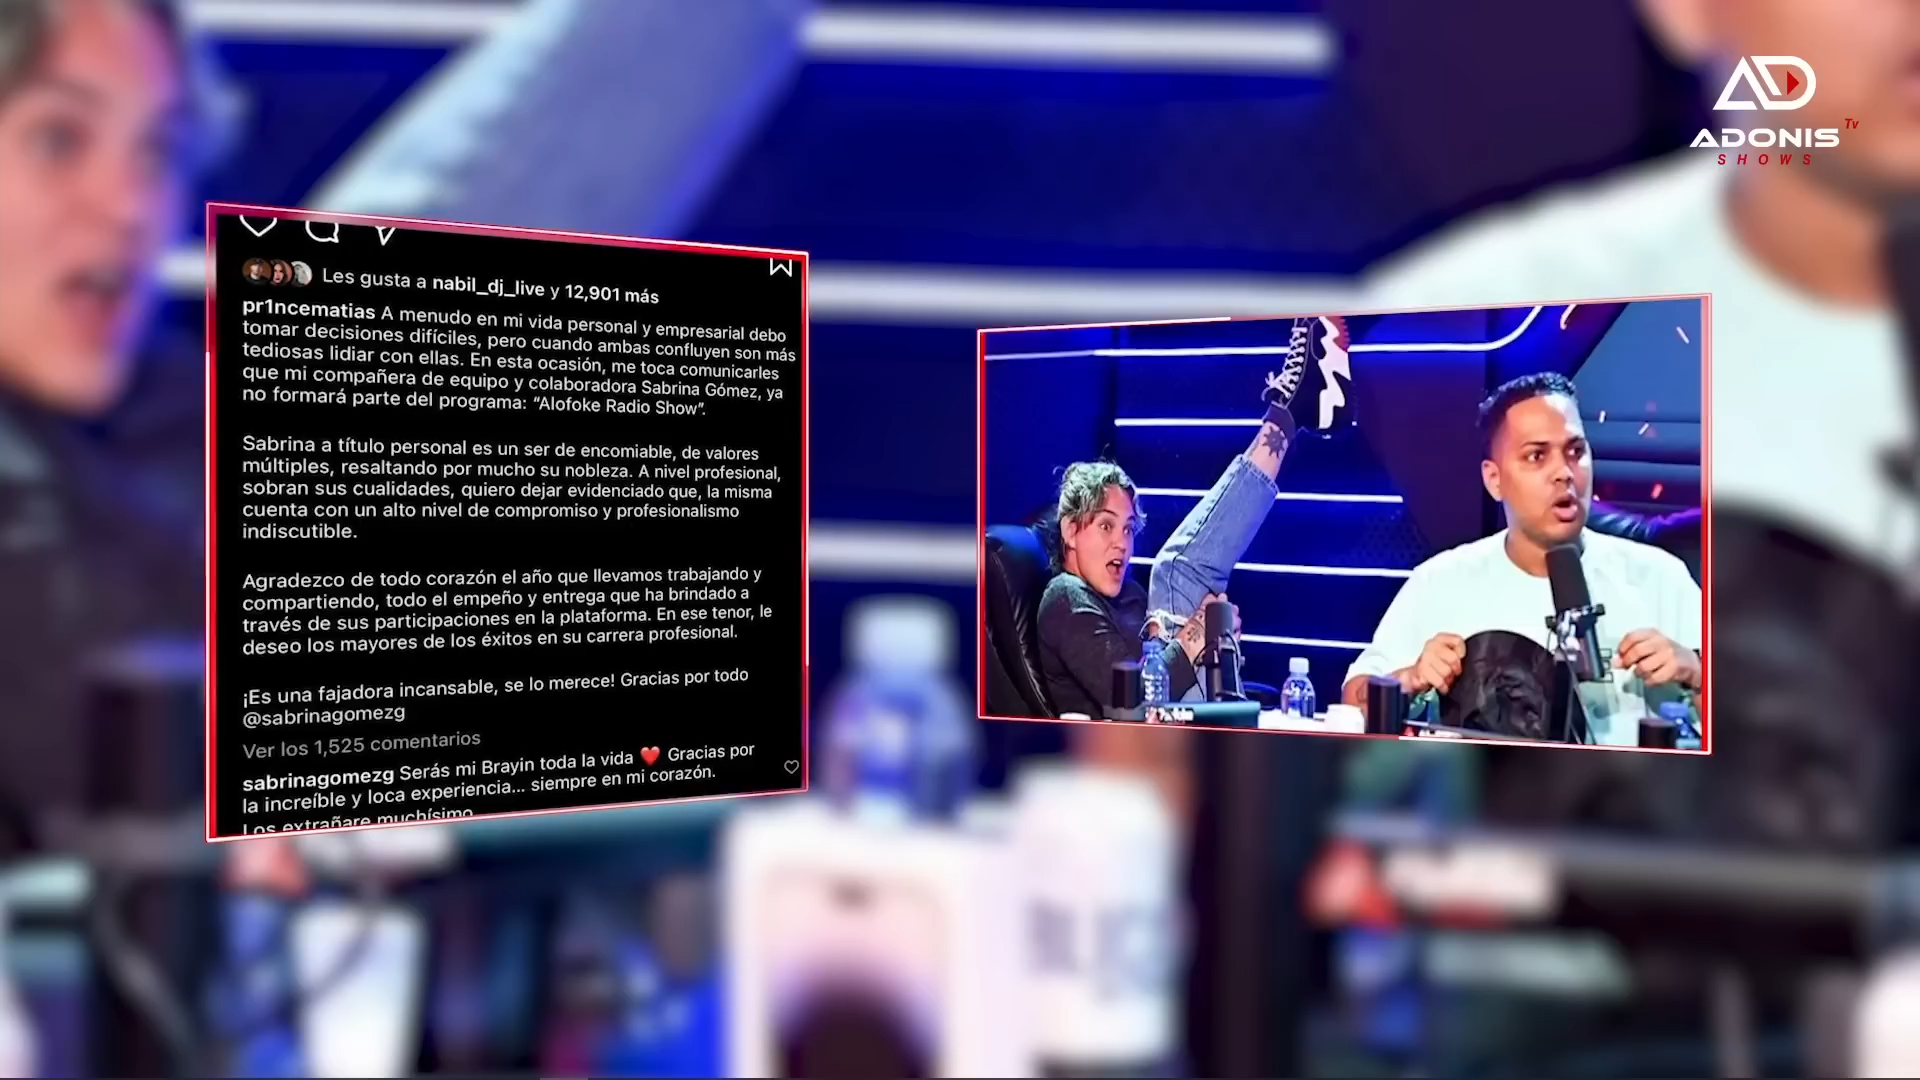 AD
ADONIS Tv
SHOWS
Les gusta a nabil_dj_live y 12,901 más
pr1ncematias A menudo en mi vida personal y empresarial debo
tomar decisiones difíciles, pero cuando ambas confluyen son más
tediosas lidiar con ellas. En esta ocasión, me toca comunicarles
que mi compañera de equipo y colaboradora Sabrina Gómez, ya
no formará parte del programa: “Alofoke Radio Show”.
Sabrina a título personal es un ser de encomiable, de valores
múltiples, resaltando por mucho su nobleza. A nivel profesional,
sobran sus cualidades, quiero dejar evidenciado que, la misma
cuenta con un alto nivel de compromiso y profesionalismo
indiscutible.
Agradezco de todo corazón el año que llevamos trabajando y
compartiendo, todo el empeño y entrega que ha brindado a
través de sus participaciones en la plataforma. En ese tenor, le
deseo los mayores de los éxitos en su carrera profesional.
¡Es una fajadora incansable, se lo merece! Gracias por todo
@sabrinagomezg
Ver los 1,525 comentarios
sabrinagomezg Serás mi Brayin toda la vida ❤️ Gracias por
la increíble y loca experiencia... siempre en mi corazón.
Los extrañare muchísimo